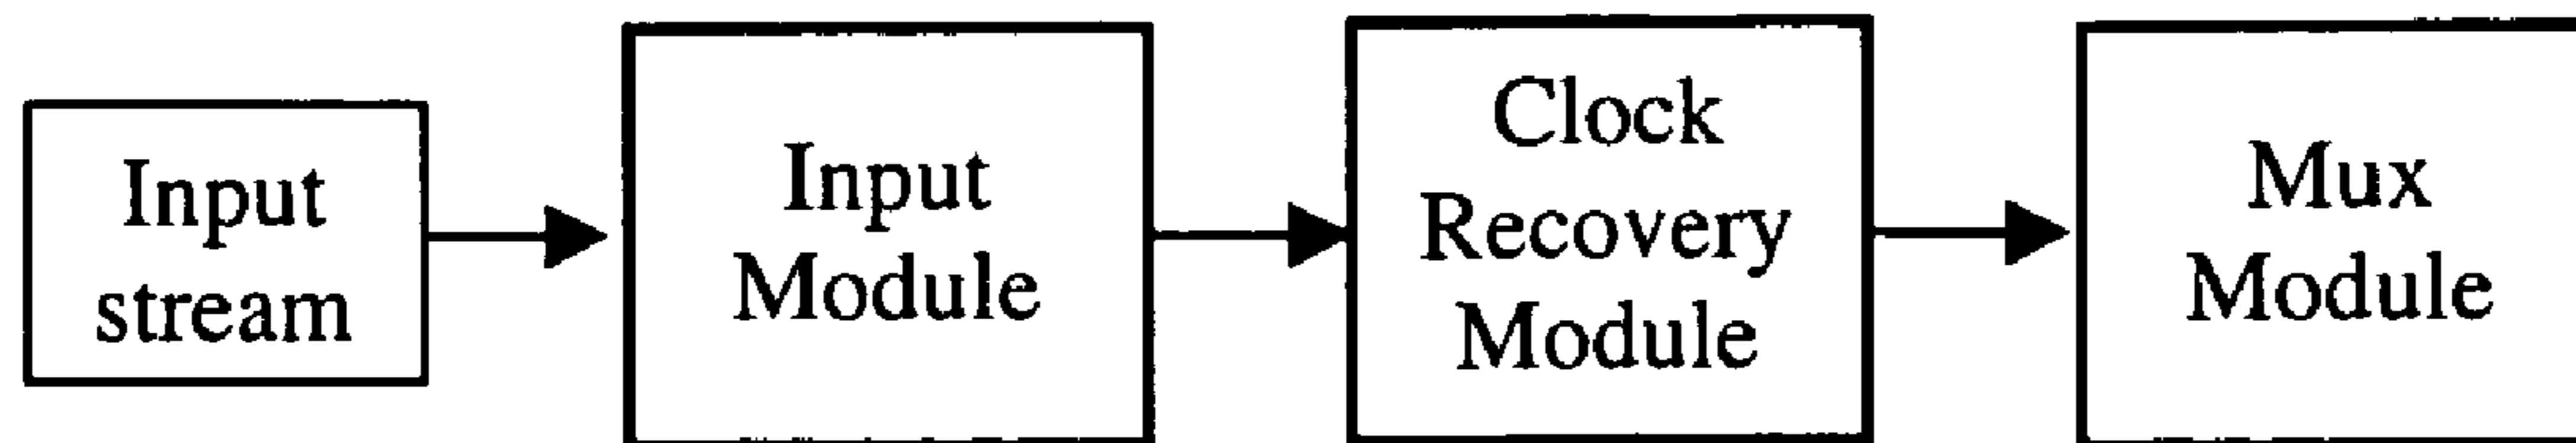 Input
stream
Input
Module
Clock
Recovery
Module
Mux
Module